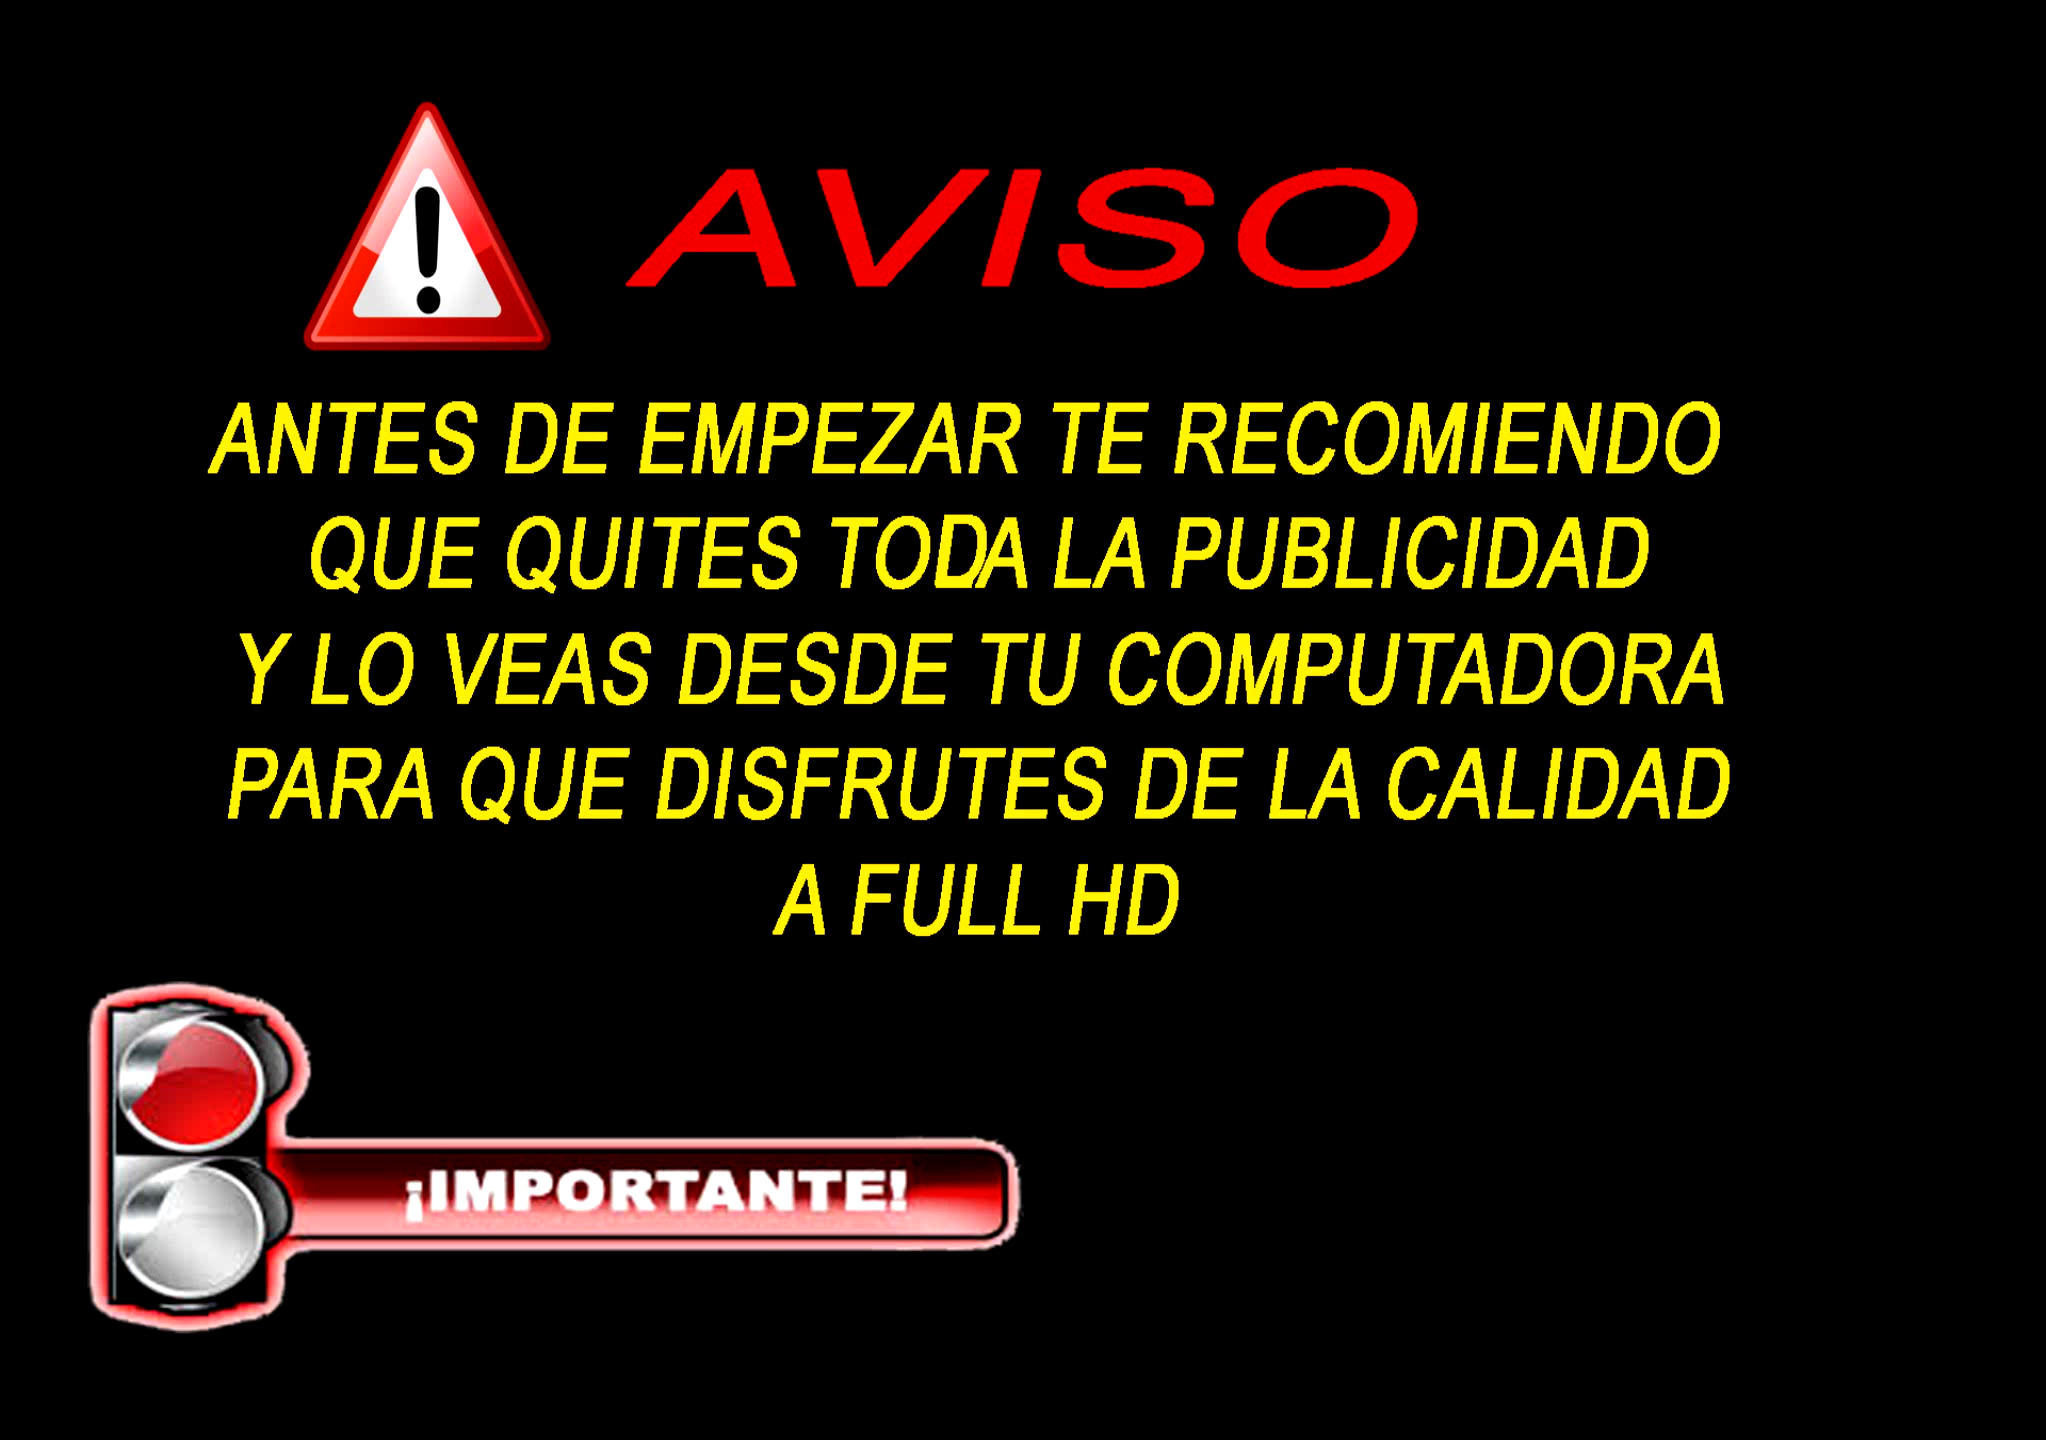 AVISO
ANTES DE EMPEZAR TE RECOMIENDO
QUE QUITES TODA LA PUBLICIDAD
Y LO VEAS DESDE TU COMPUTADORA
PARA QUE DISFRUTES DE LA CALIDAD
A FULL HD
¡IMPORTANTE!